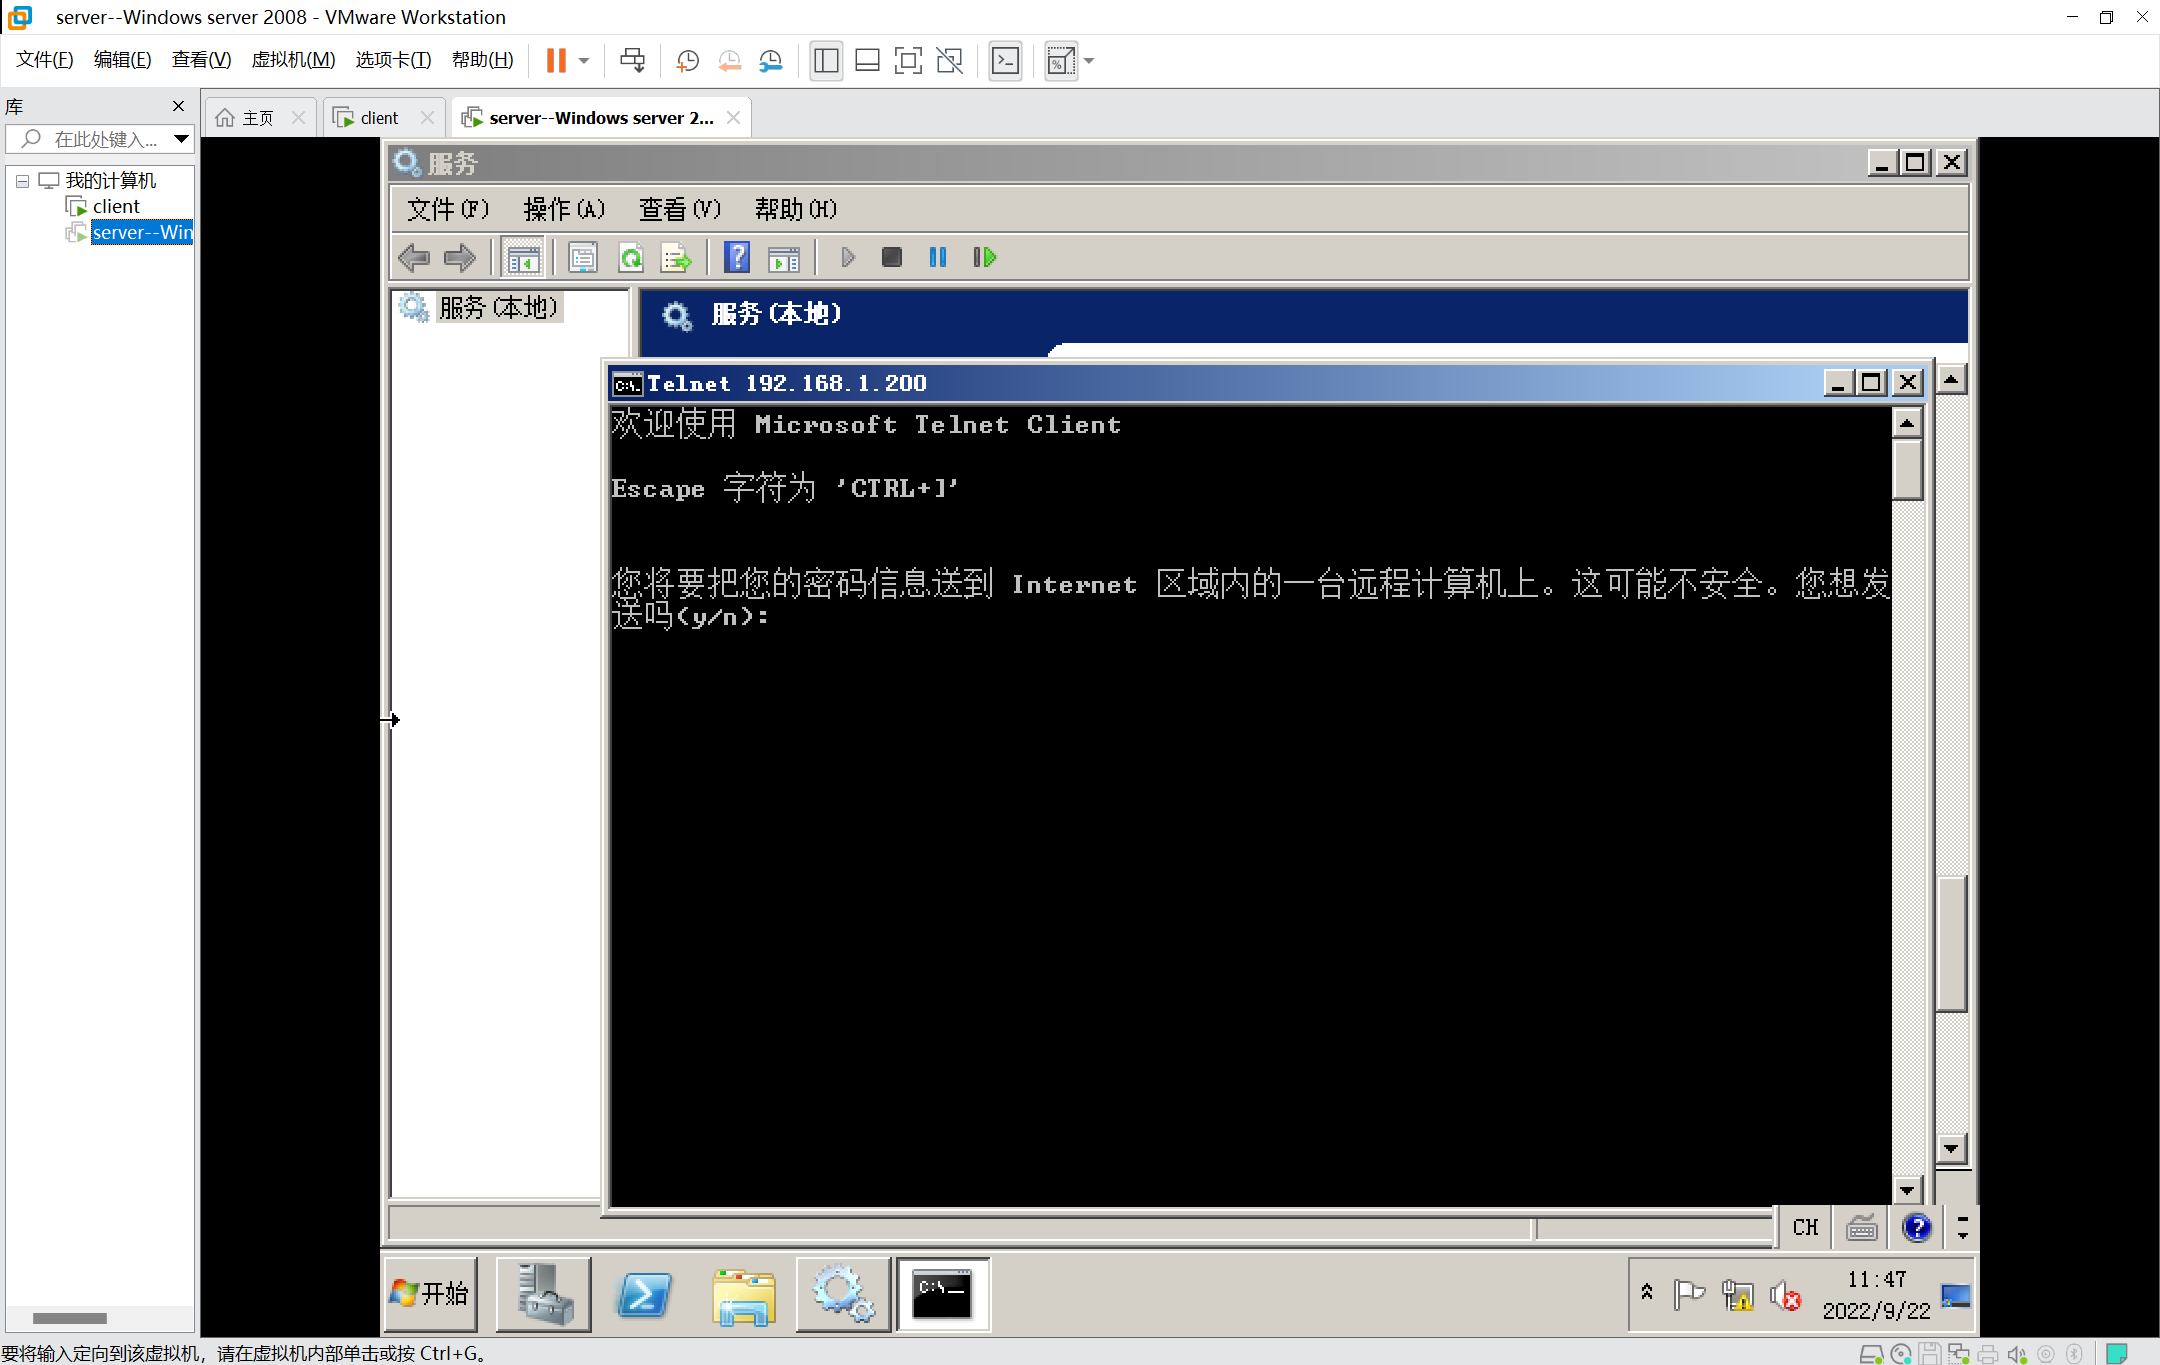 server--Windows server 2008 - VMware Workstation
文件(F) 编辑(E) 查看(V) 虚拟机(M) 选项卡(T) 帮助(H)
库
主页
client
server--Windows server 2...
在此处键入...
我的计算机
client
server--Win
服务
文件(F) 操作(A) 查看(V) 帮助(H)
服务(本地)
服务(本地)
Telnet 192.168.1.200
欢迎使用 Microsoft Telnet Client
Escape 字符为 'CTRL+]'
您将要把您的密码信息送到 Internet 区域内的一台远程计算机上。这可能不安全。您想发
送吗(y/n):
CH
开始
11:47
2022/9/22
要将输入定向到该虚拟机，请在虚拟机内部单击或按 Ctrl+G。